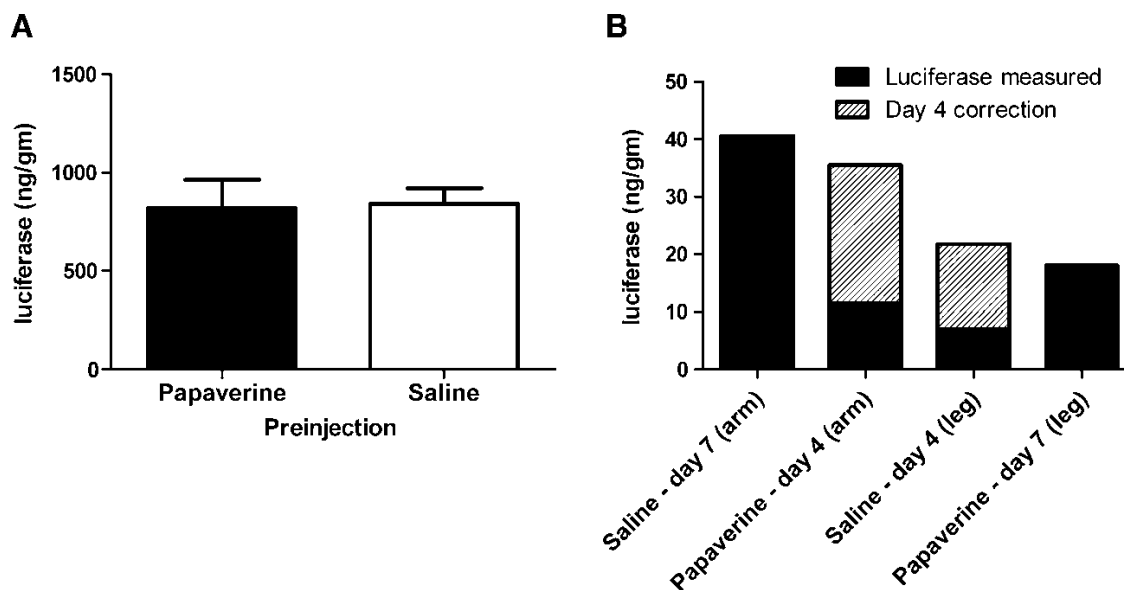 A
luciferase (ng/gm)
1500
1000
500
0
Papaverine
Saline
Preinjection
B
luciferase (ng/gm)
50
40
30
20
10
0
Luciferase measured
Day 4 correction
Saline - day 7 (arm)
Papaverine - day 4 (arm)
Saline - day 4 (leg)
Papaverine - day 7 (leg)